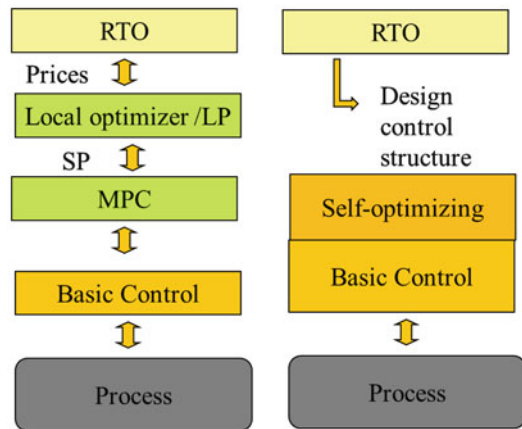 RTO
Prices
Local optimizer /LP
SP
MPC
Basic Control
Process
RTO
Design
control
structure
Self-optimizing
Basic Control
Process